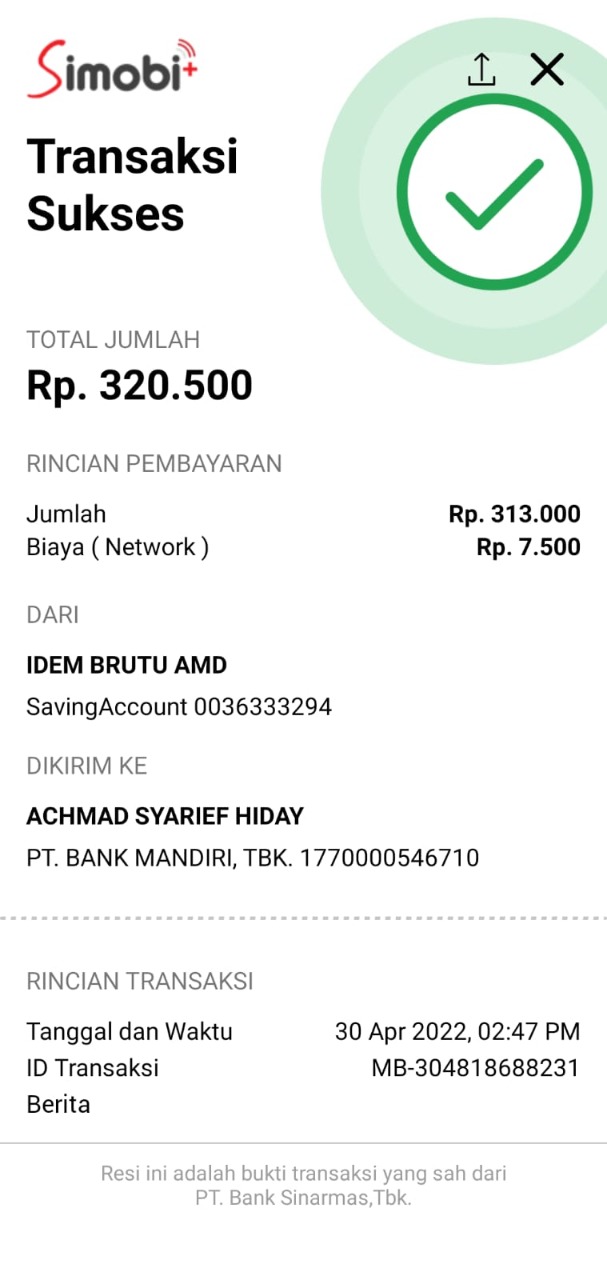 Simobi+
Transaksi
Sukses
TOTAL JUMLAH
Rp. 320.500
RINCIAN PEMBAYARAN
Jumlah Rp. 313.000
Biaya ( Network ) Rp. 7.500
DARI
IDEM BRUTU AMD
SavingAccount 0036333294
DIKIRIM KE
ACHMAD SYARIEF HIDAY
PT. BANK MANDIRI, TBK. 1770000546710
RINCIAN TRANSAKSI
Tanggal dan Waktu 30 Apr 2022, 02:47 PM
ID Transaksi MB-304818688231
Berita
Resi ini adalah bukti transaksi yang sah dari
PT. Bank Sinarmas,Tbk.